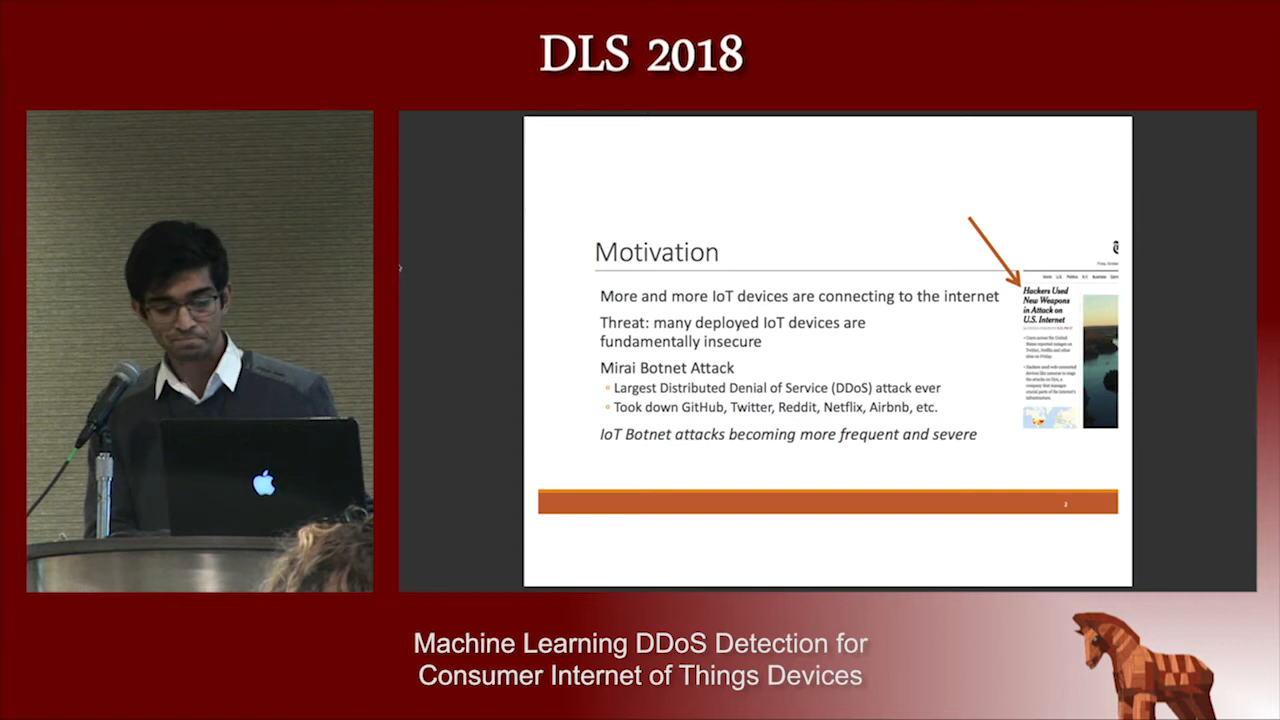 DLS 2018
Motivation
More and more IoT devices are connecting to the internet
Threat: many deployed IoT devices are
fundamentally insecure
Mirai Botnet Attack
Largest Distributed Denial of Service (DDoS) attack ever
Took down GitHub, Twitter, Reddit, Netflix, Airbnb, etc.
IoT Botnet attacks becoming more frequent and severe
Hackers Used
New Weapons
in Attack on
U.S. Internet
2
Machine Learning DDoS Detection for
Consumer Internet of Things Devices